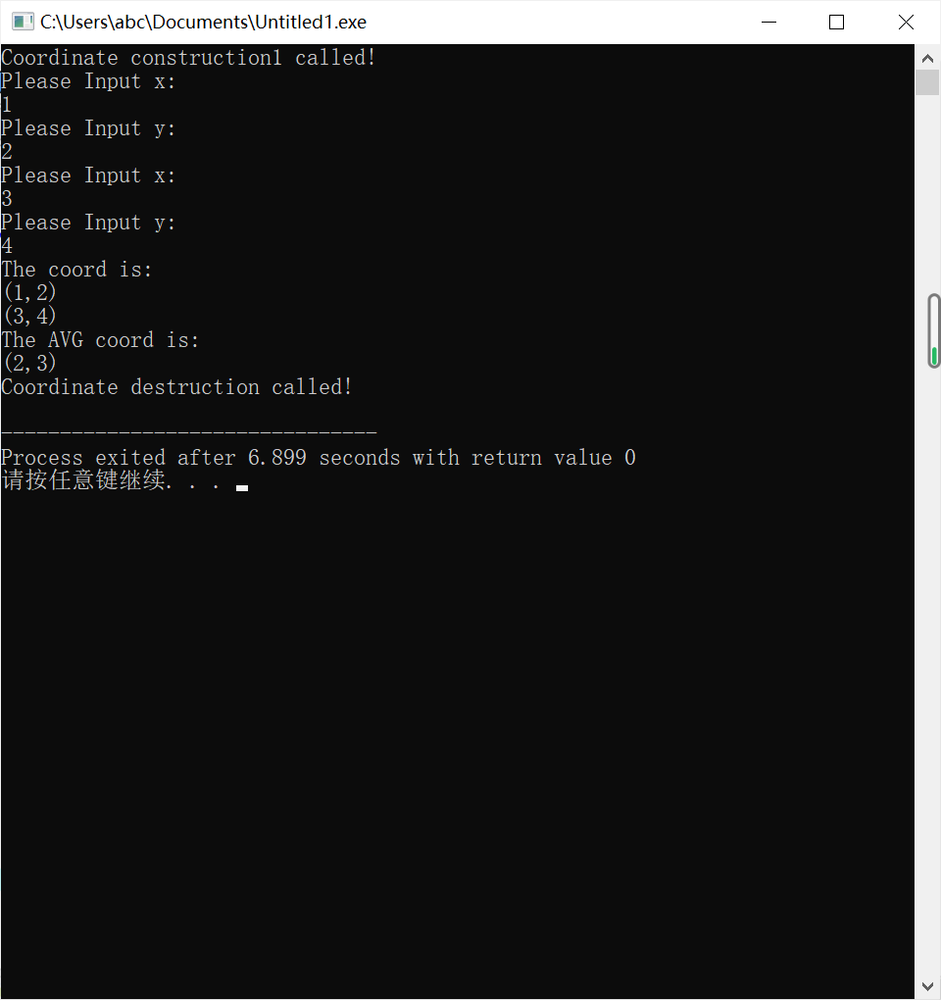 C:\Users\abc\Documents\Untitled1.exe
Coordinate construction1 called!
Please Input x:
1
Please Input y:
2
Please Input x:
3
Please Input y:
4
The coord is:
(1,2)
(3,4)
The AVG coord is:
(2,3)
Coordinate destruction called!
--------------------------------
Process exited after 6.899 seconds with return value 0
请按任意键继续. . .